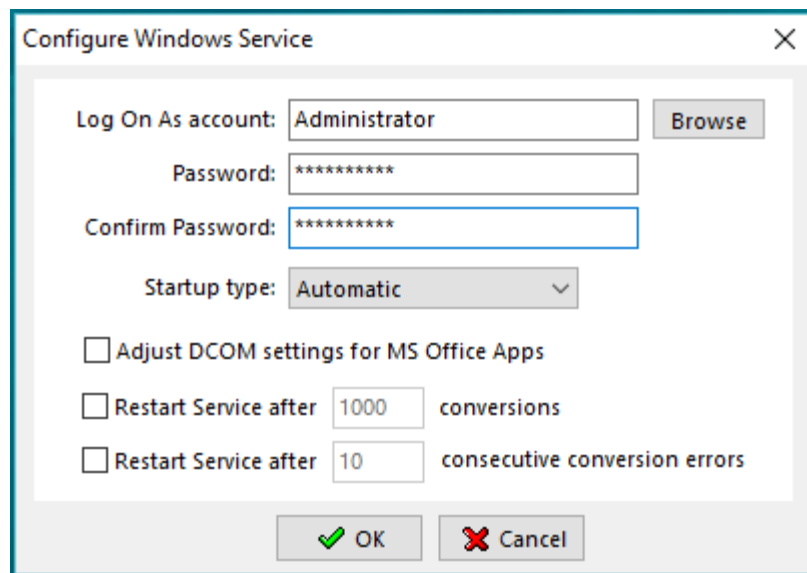 Configure Windows Service
Log On As account: Administrator Browse
Password: **********
Confirm Password: **********
Startup type: Automatic
Adjust DCOM settings for MS Office Apps
Restart Service after 1000 conversions
Restart Service after 10 consecutive conversion errors
OK Cancel